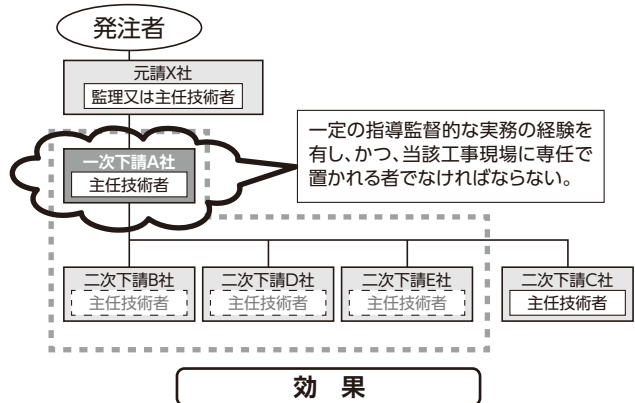 発注者
元請X社
監理又は主任技術者
一次下請A社
主任技術者
一定の指導監督的な実務の経験を
有し、かつ、当該工事現場に専任で
置かれる者でなければならない。
二次下請B社
主任技術者
二次下請D社
主任技術者
二次下請E社
主任技術者
二次下請C社
主任技術者
効 果